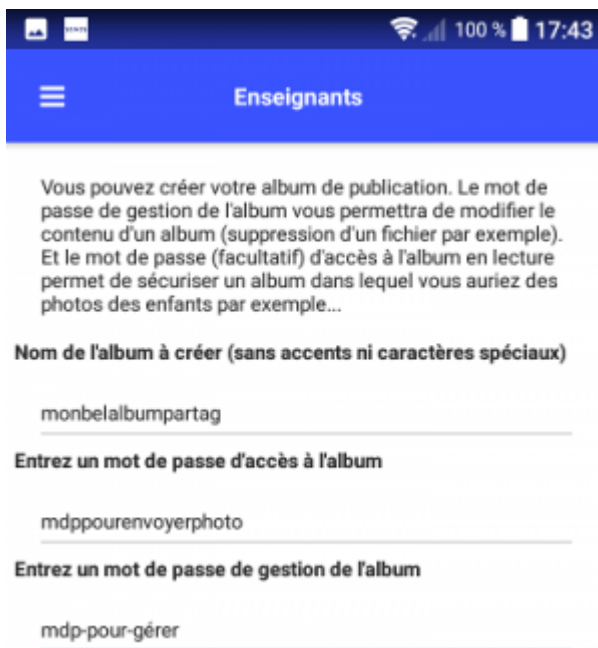 100 % 17:43
Enseignants
Vous pouvez créer votre album de publication. Le mot de
passe de gestion de l'album vous permettra de modifier le
contenu d'un album (suppression d'un fichier par exemple).
Et le mot de passe (facultatif) d'accès à l'album en lecture
permet de sécuriser un album dans lequel vous auriez des
photos des enfants par exemple...
Nom de l'album à créer (sans accents ni caractères spéciaux)
monbelalbumpartag
Entrez un mot de passe d'accès à l'album
mdppourenvoyerphoto
Entrez un mot de passe de gestion de l'album
mdp-pour-gérer